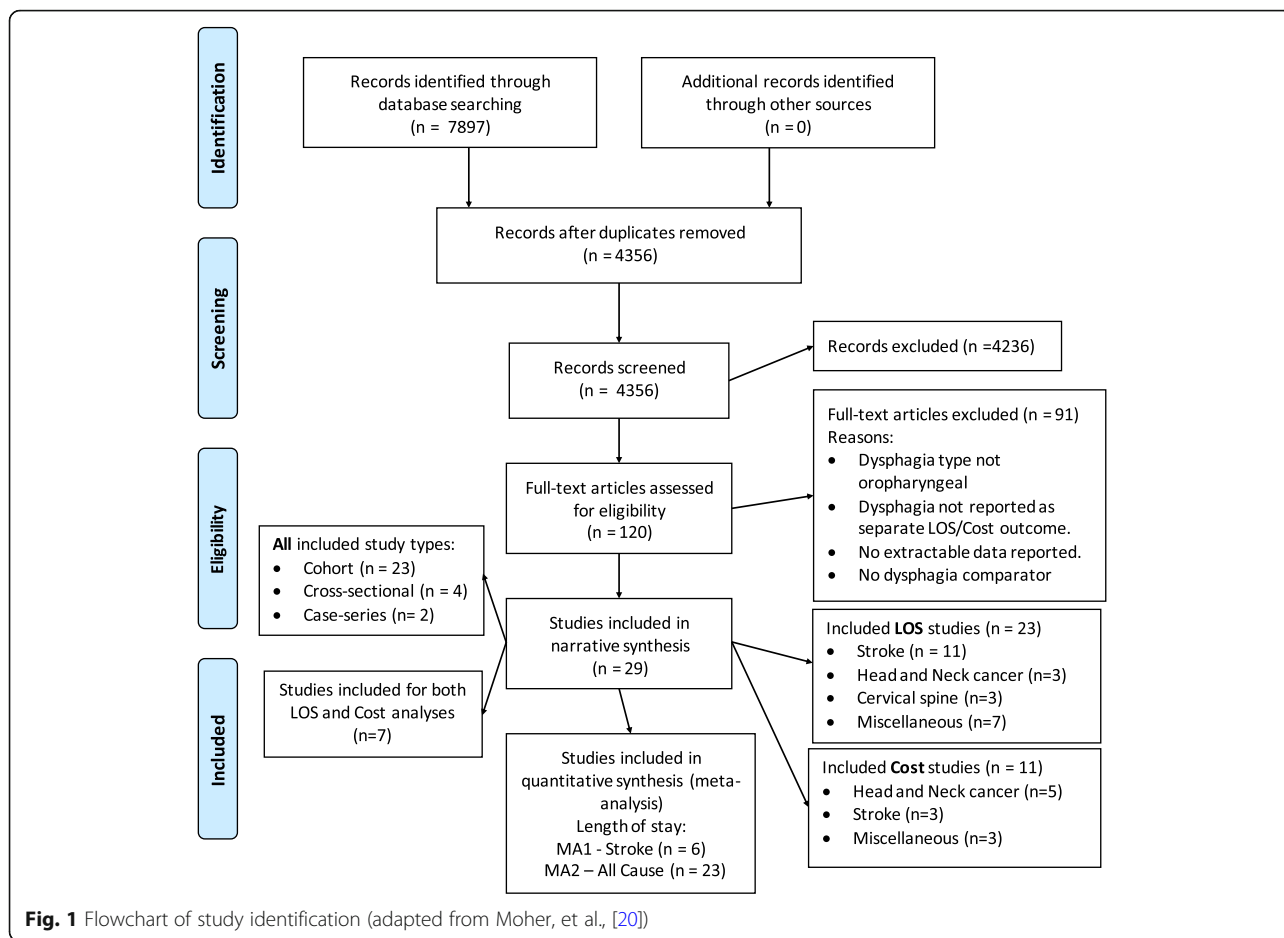 Identification
Records identified through
database searching
(n = 7897)
Additional records identified
through other sources
(n = 0)
Records after duplicates removed
(n = 4356)
Screening
Records screened
(n = 4356)
Records excluded (n =4236)
Eligibility
Full-text articles assessed
for eligibility
(n = 120)
Full-text articles excluded (n = 91)
Reasons:
• Dysphagia type not
oropharyngeal
• Dysphagia not reported as
separate LOS/Cost outcome.
• No extractable data reported.
• No dysphagia comparator
All included study types:
• Cohort (n = 23)
• Cross-sectional (n = 4)
• Case-series (n= 2)
Included
Studies included in
narrative synthesis
(n = 29)
Included LOS studies (n = 23)
• Stroke (n = 11)
• Head and Neck cancer (n=3)
• Cervical spine (n=3)
• Miscellaneous (n=7)
Studies included for both
LOS and Cost analyses
(n=7)
Studies included in
quantitative synthesis (meta-
analysis)
Length of stay:
MA1 - Stroke (n = 6)
MA2 – All Cause (n = 23)
Included Cost studies (n = 11)
• Head and Neck cancer (n=5)
• Stroke (n=3)
• Miscellaneous (n=3)
Fig. 1 Flowchart of study identification (adapted from Moher, et al., [20])